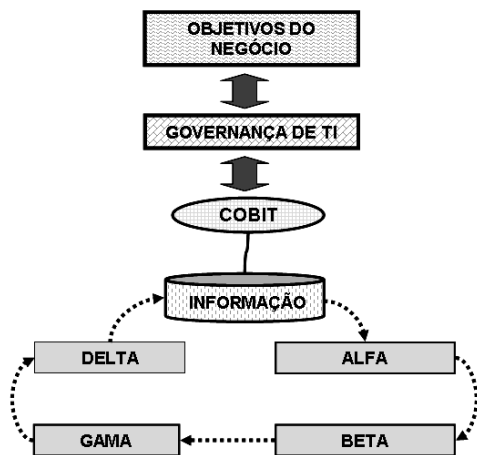 OBJETIVOS DO
NEGÓCIO
GOVERNANÇA DE TI
COBIT
INFORMAÇÃO
DELTA
ALFA
GAMA
BETA